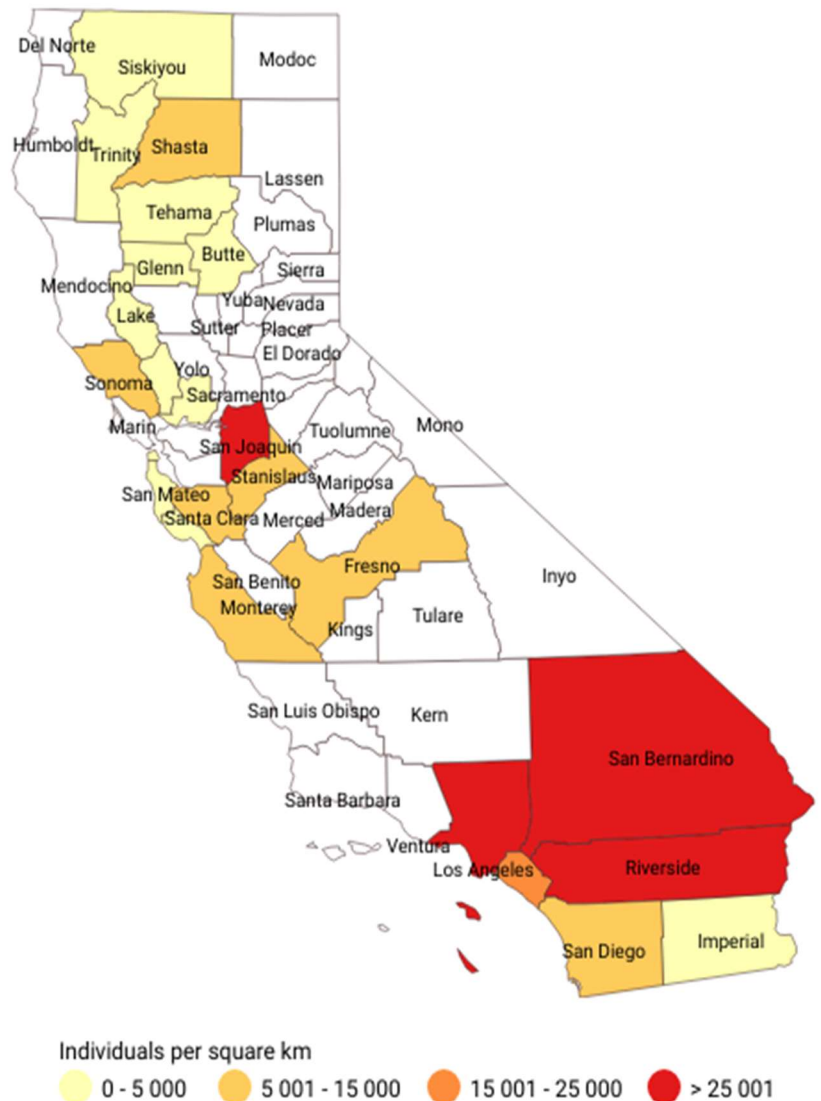 Del Norte
Siskiyou
Modoc
Humboldt
Trinity
Shasta
Lassen
Tehama
Plumas
Butte
Glenn
Sierra
Mendocino
Yuba
Nevada
Lake
Sutter
Placer
El Dorado
Yolo
Sonoma
Sacramento
Marin
Mono
Tuolumne
San Joaquin
Stanislaus
Mariposa
San Mateo
Madera
Santa Clara
Merced
Fresno
Inyo
San Benito
Monterey
Tulare
Kings
San Luis Obispo
Kern
San Bernardino
Santa Barbara
Ventura
Los Angeles
Riverside
Imperial
San Diego
Individuals per square km
0 - 5 000
5 001 - 15 000
15 001 - 25 000
> 25 001